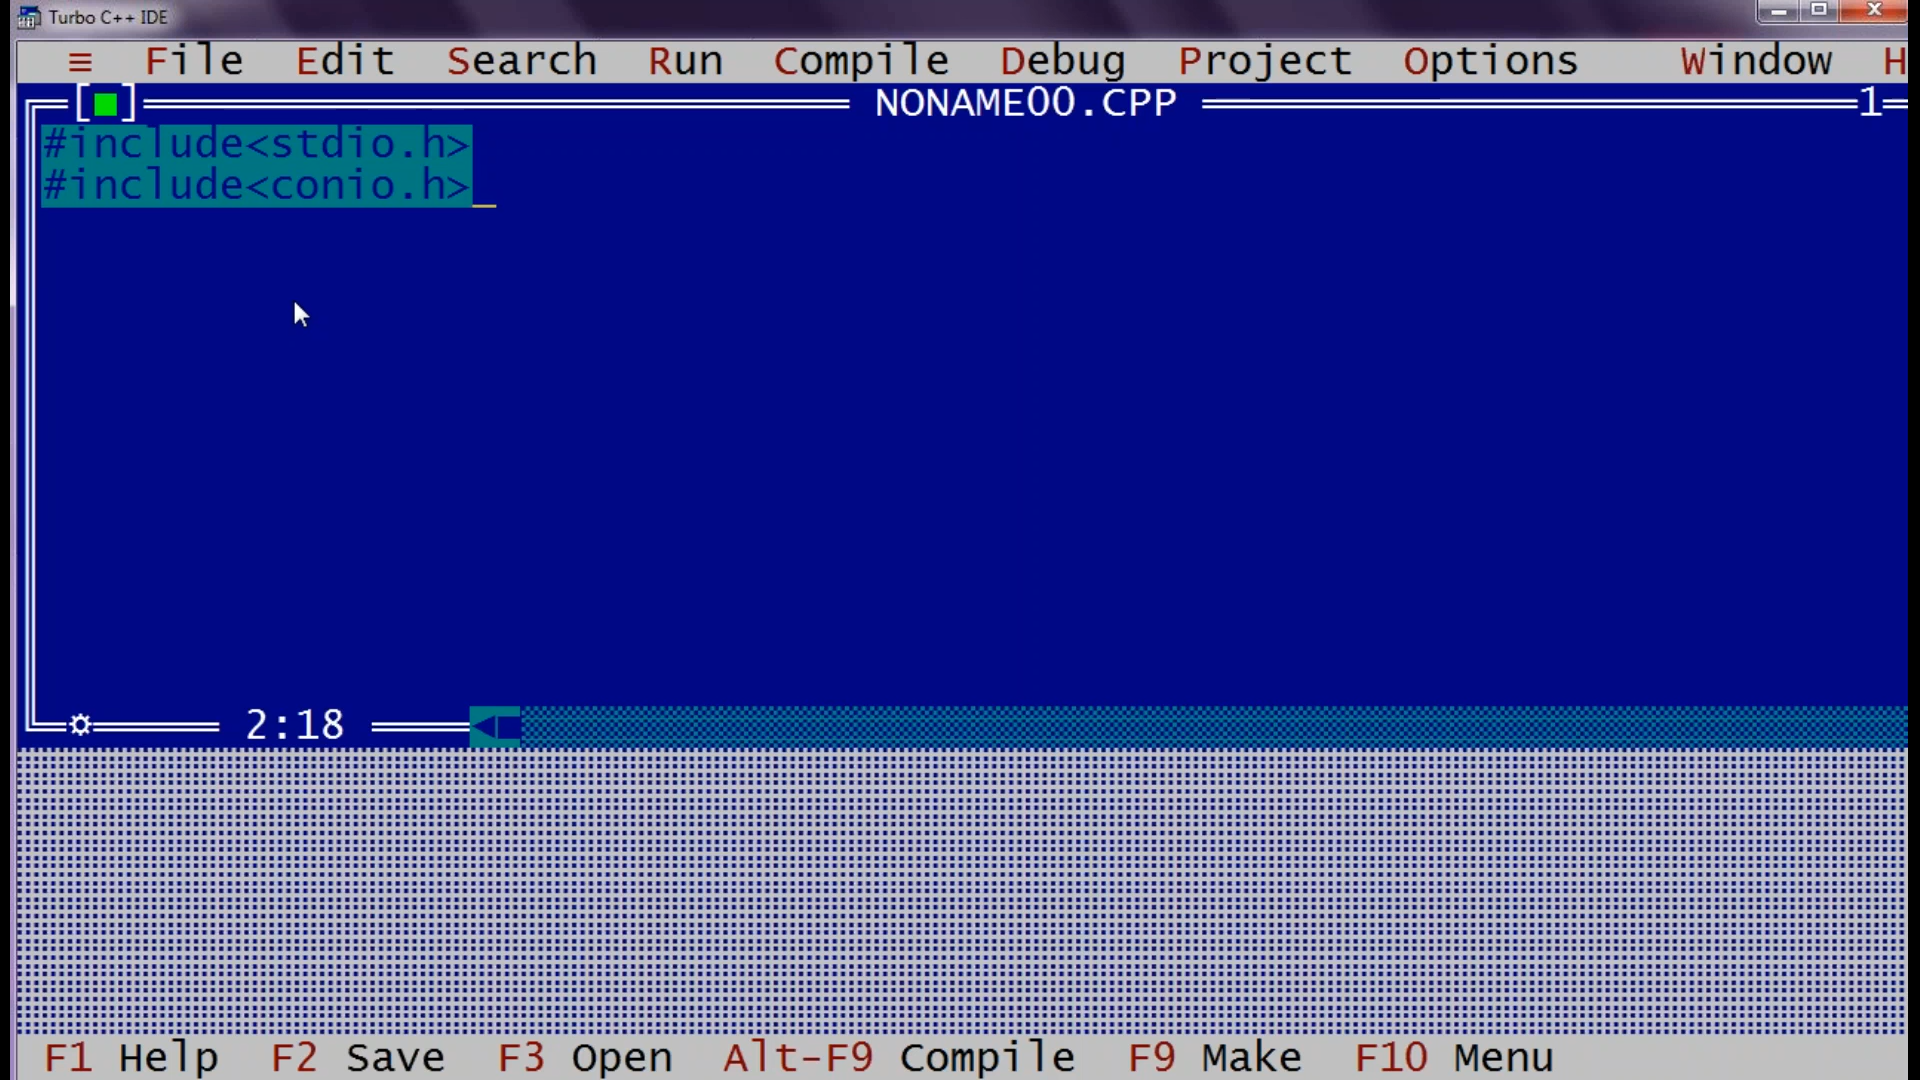 Turbo C++ IDE
≡ File Edit Search Run Compile Debug Project Options Window H
[■] NONAME00.CPP 1
#include<stdio.h>
#include<conio.h>_
2:18
F1 Help F2 Save F3 Open Alt-F9 Compile F9 Make F10 Menu